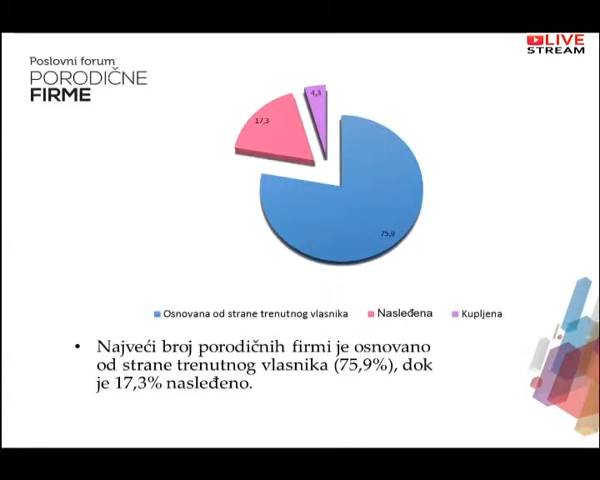 LIVE
STREAM
Poslovni forum
PORODIČNE
FIRME
4,3
17,3
75,9
Osnovana od strane trenutnog vlasnika
Nasleđena
Kupljena
• Najveći broj porodičnih firmi je osnovano
od strane trenutnog vlasnika (75,9%), dok
je 17,3% nasleđeno.